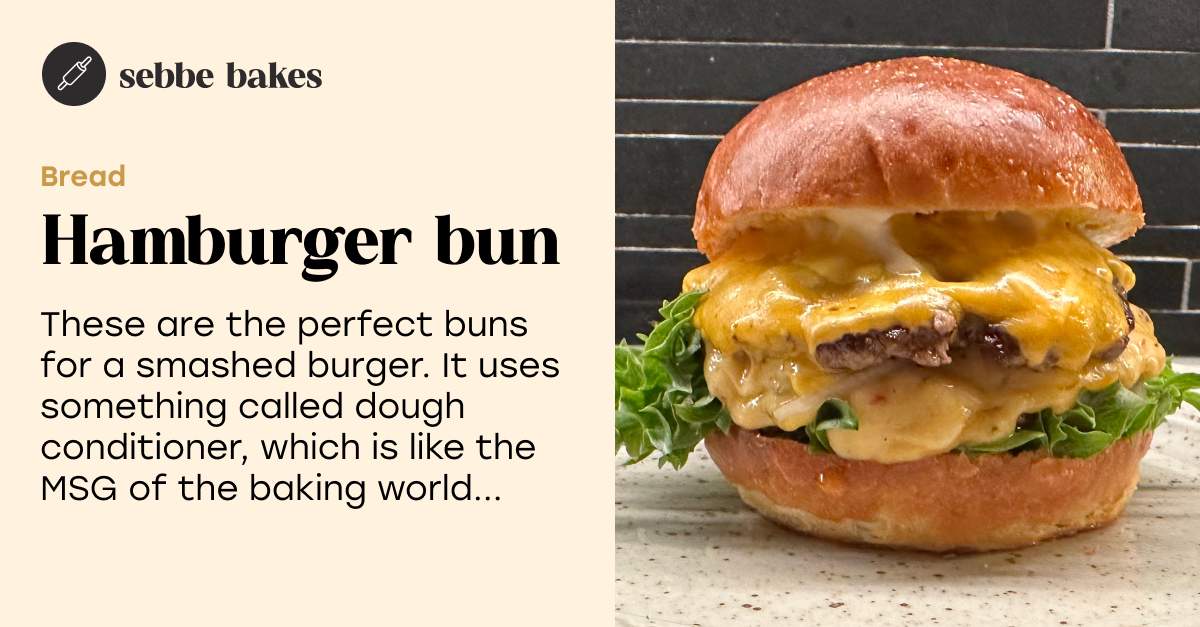 sebbe bakes
Bread
Hamburger bun
These are the perfect buns
for a smashed burger. It uses
something called dough
conditioner, which is like the
MSG of the baking world...